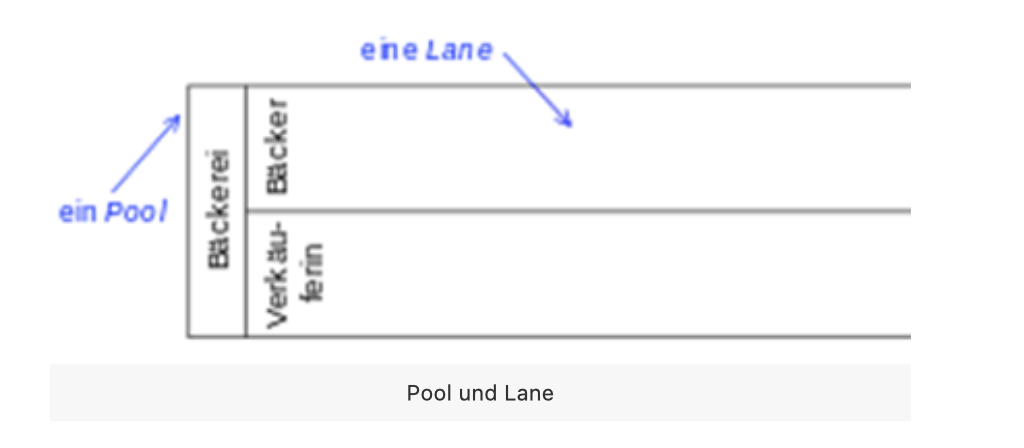 eine Lane
ein Pool
Bäckerei
Bäcker
Verkäu-
ferin
Pool und Lane